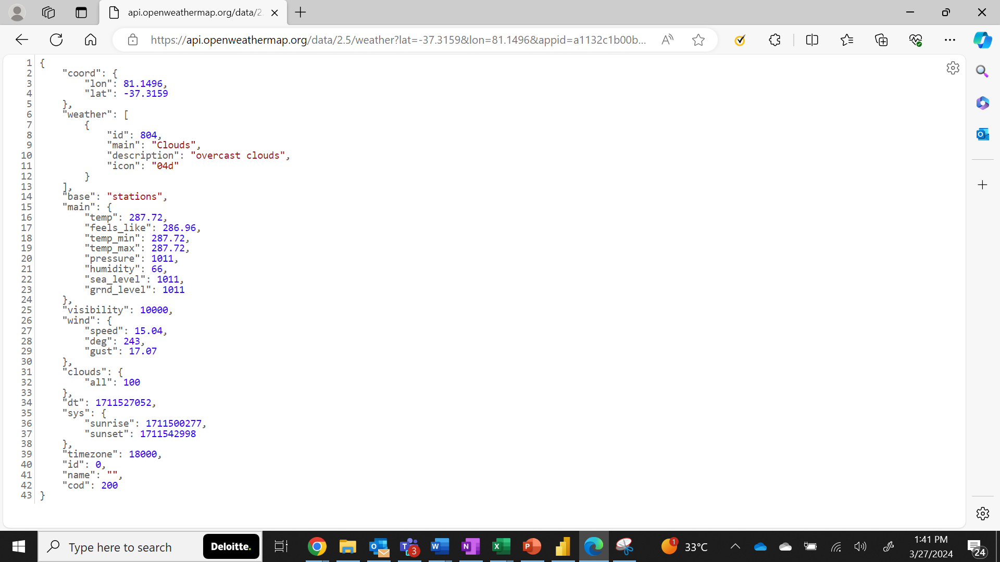 api.openweathermap.org/data/2.
https://api.openweathermap.org/data/2.5/weather?lat=-37.3159&lon=81.1496&appid=a1132c1b00b...
1 {
2 "coord": {
3 "lon": 81.1496,
4 "lat": -37.3159
5 },
6 "weather": [
7 {
8 "id": 804,
9 "main": "Clouds",
10 "description": "overcast clouds",
11 "icon": "04d"
12 }
13 ],
14 "base": "stations",
15 "main": {
16 "temp": 287.72,
17 "feels_like": 286.96,
18 "temp_min": 287.72,
19 "temp_max": 287.72,
20 "pressure": 1011,
21 "humidity": 66,
22 "sea_level": 1011,
23 "grnd_level": 1011
24 },
25 "visibility": 10000,
26 "wind": {
27 "speed": 15.04,
28 "deg": 243,
29 "gust": 17.07
30 },
31 "clouds": {
32 "all": 100
33 },
34 "dt": 1711527052,
35 "sys": {
36 "sunrise": 1711500277,
37 "sunset": 1711542998
38 },
39 "timezone": 18000,
40 "id": 0,
41 "name": "",
42 "cod": 200
43 }
Type here to search
Deloitte.
3
1
33°C
1:41 PM
3/27/2024
24